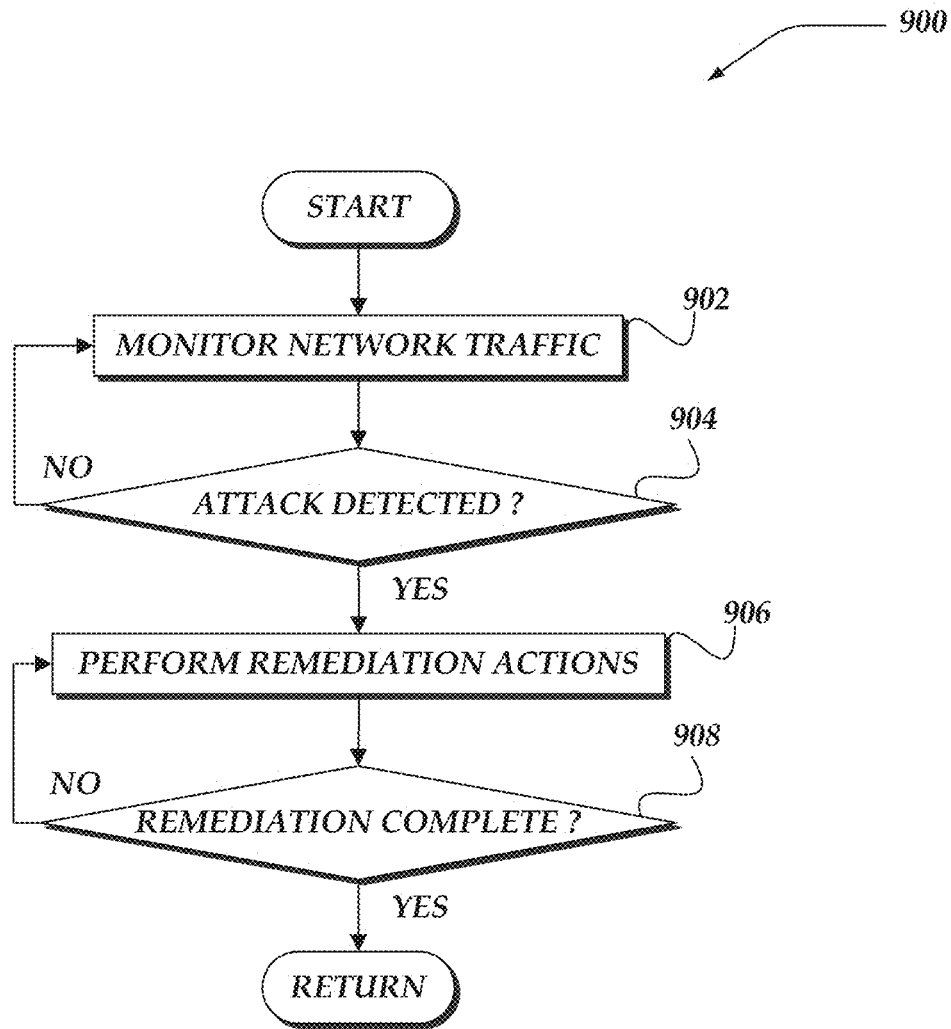 900
START
902
MONITOR NETWORK TRAFFIC
904
NO
ATTACK DETECTED ?
YES
906
PERFORM REMEDIATION ACTIONS
908
NO
REMEDIATION COMPLETE ?
YES
RETURN